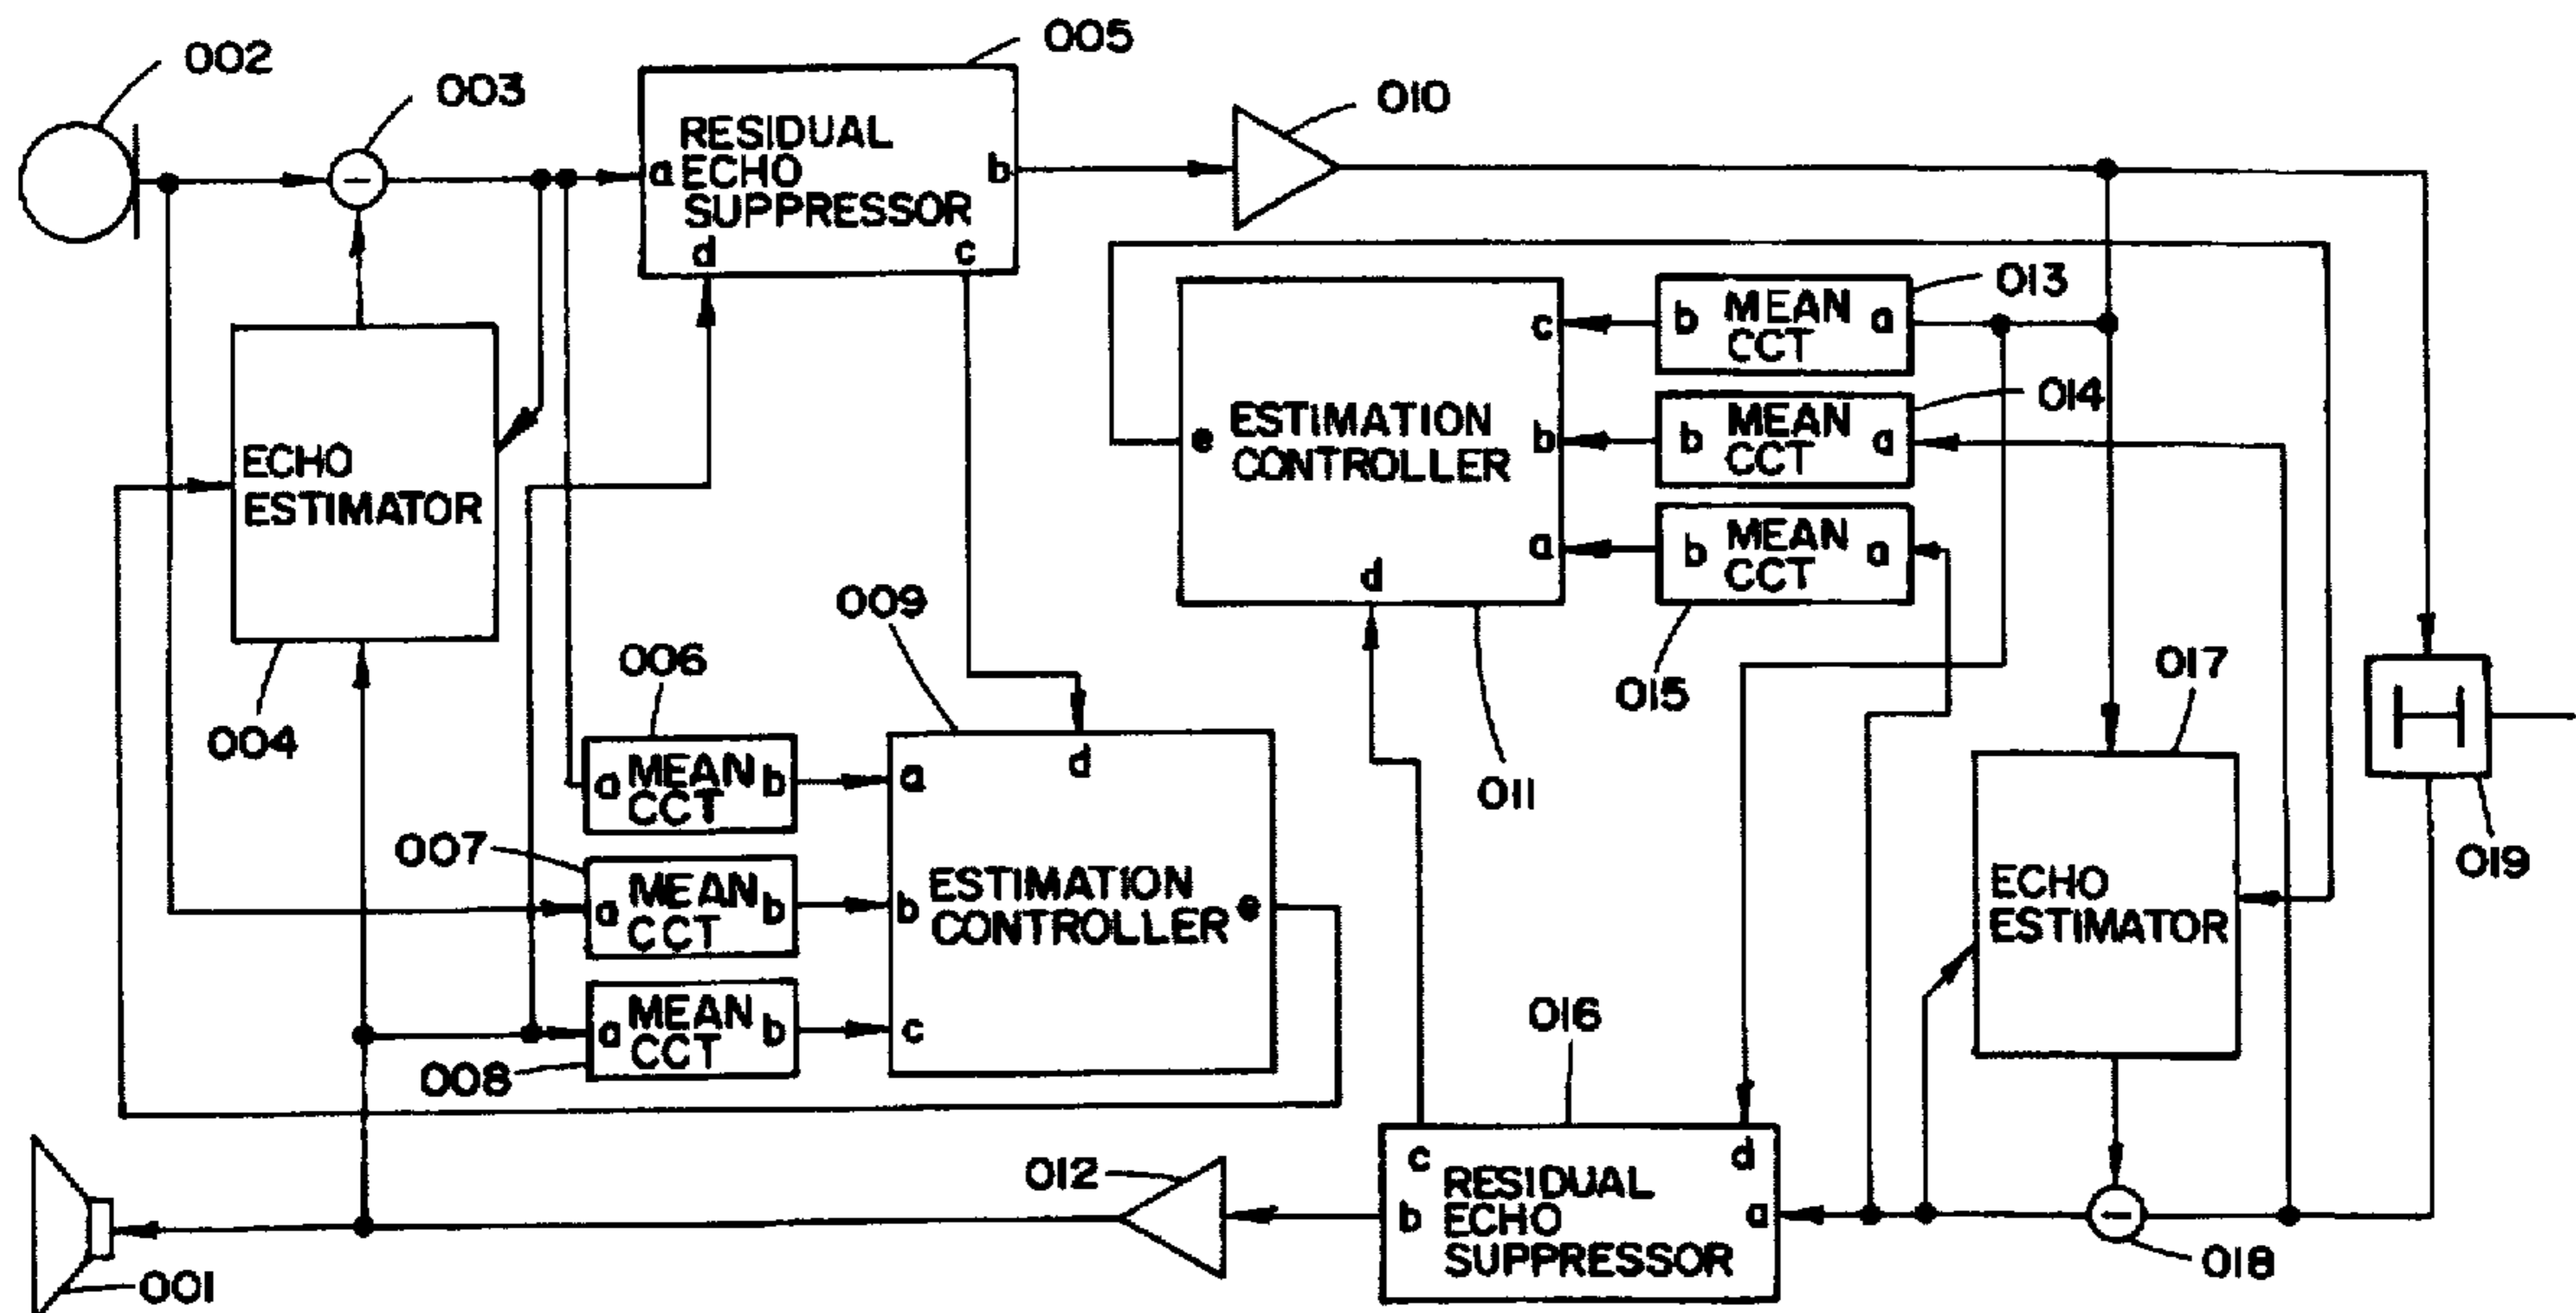 002
003
005
010
a RESIDUAL ECHO SUPPRESSOR b
d c
013
c b MEAN CCT a
014
e ESTIMATION CONTROLLER b b MEAN CCT a
a b MEAN CCT a
d
ECHO ESTIMATOR
004
009
006
015
017
011
019
a MEAN CCT b a d
007
a MEAN CCT b b ESTIMATION CONTROLLER e
a MEAN CCT b c
008
ECHO ESTIMATOR
016
012
c d
b RESIDUAL ECHO SUPPRESSOR a
018
001